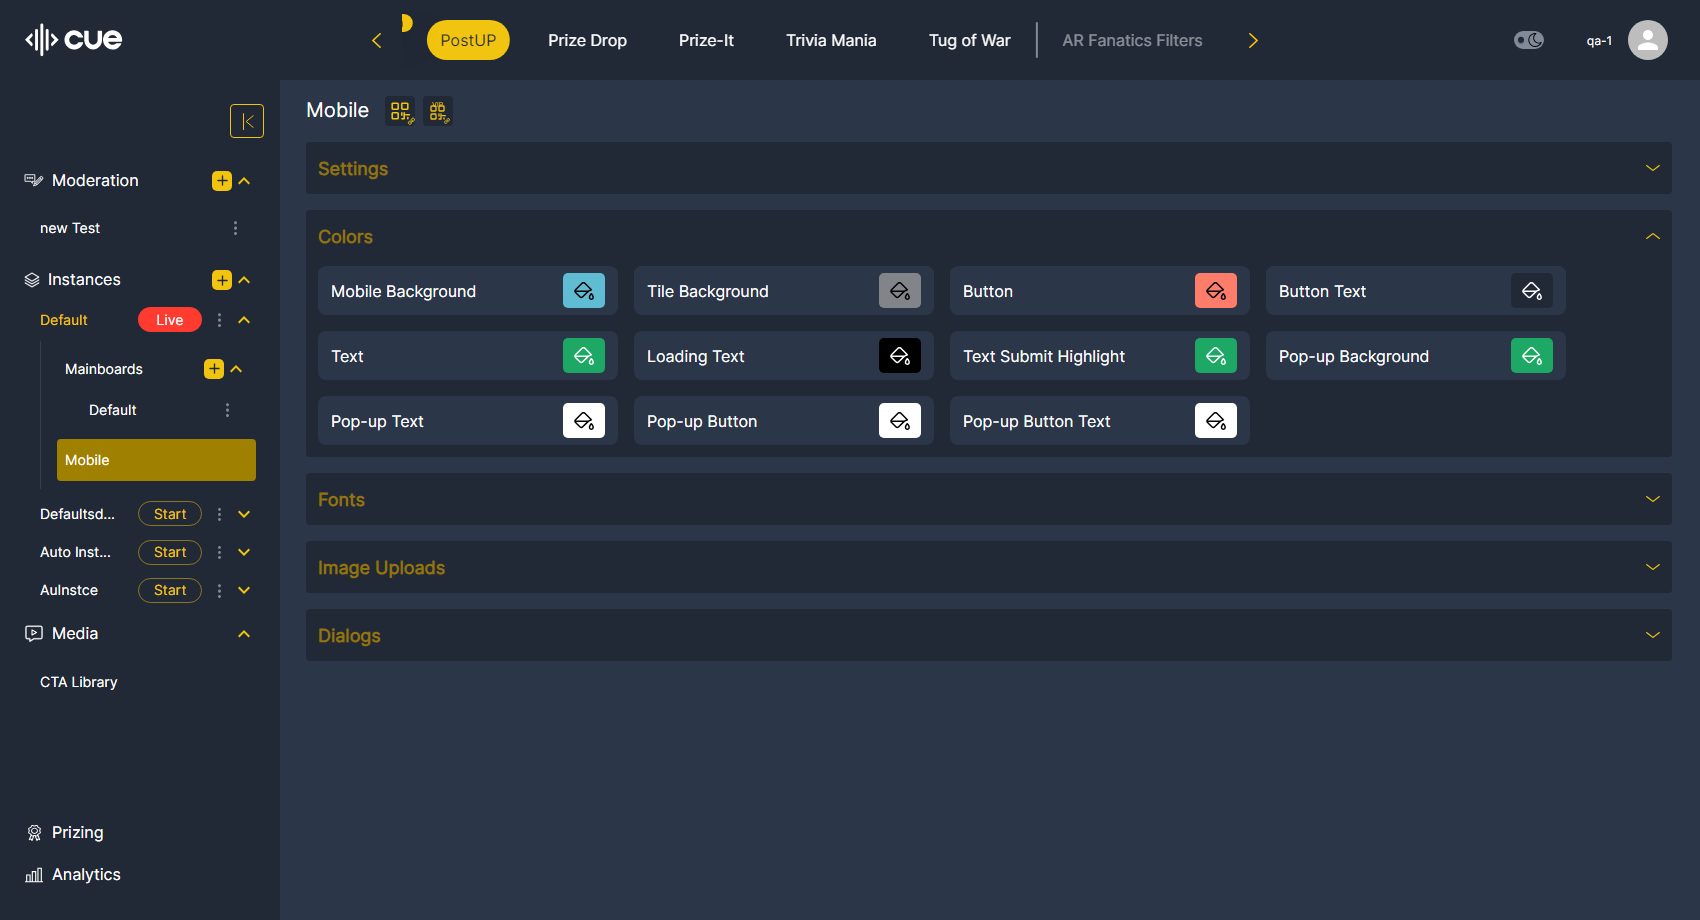 cue
PostUP
Prize Drop
Prize-It
Trivia Mania
Tug of War
AR Fanatics Filters
qa-1
Moderation
new Test
Instances
Default
Live
Mainboards
Default
Mobile
Defaultsd...
Start
Auto Inst...
Start
AuInstce
Start
Media
CTA Library
Prizing
Analytics
Mobile
VIP
Settings
Colors
Mobile Background
Tile Background
Button
Button Text
Text
Loading Text
Text Submit Highlight
Pop-up Background
Pop-up Text
Pop-up Button
Pop-up Button Text
Fonts
Image Uploads
Dialogs